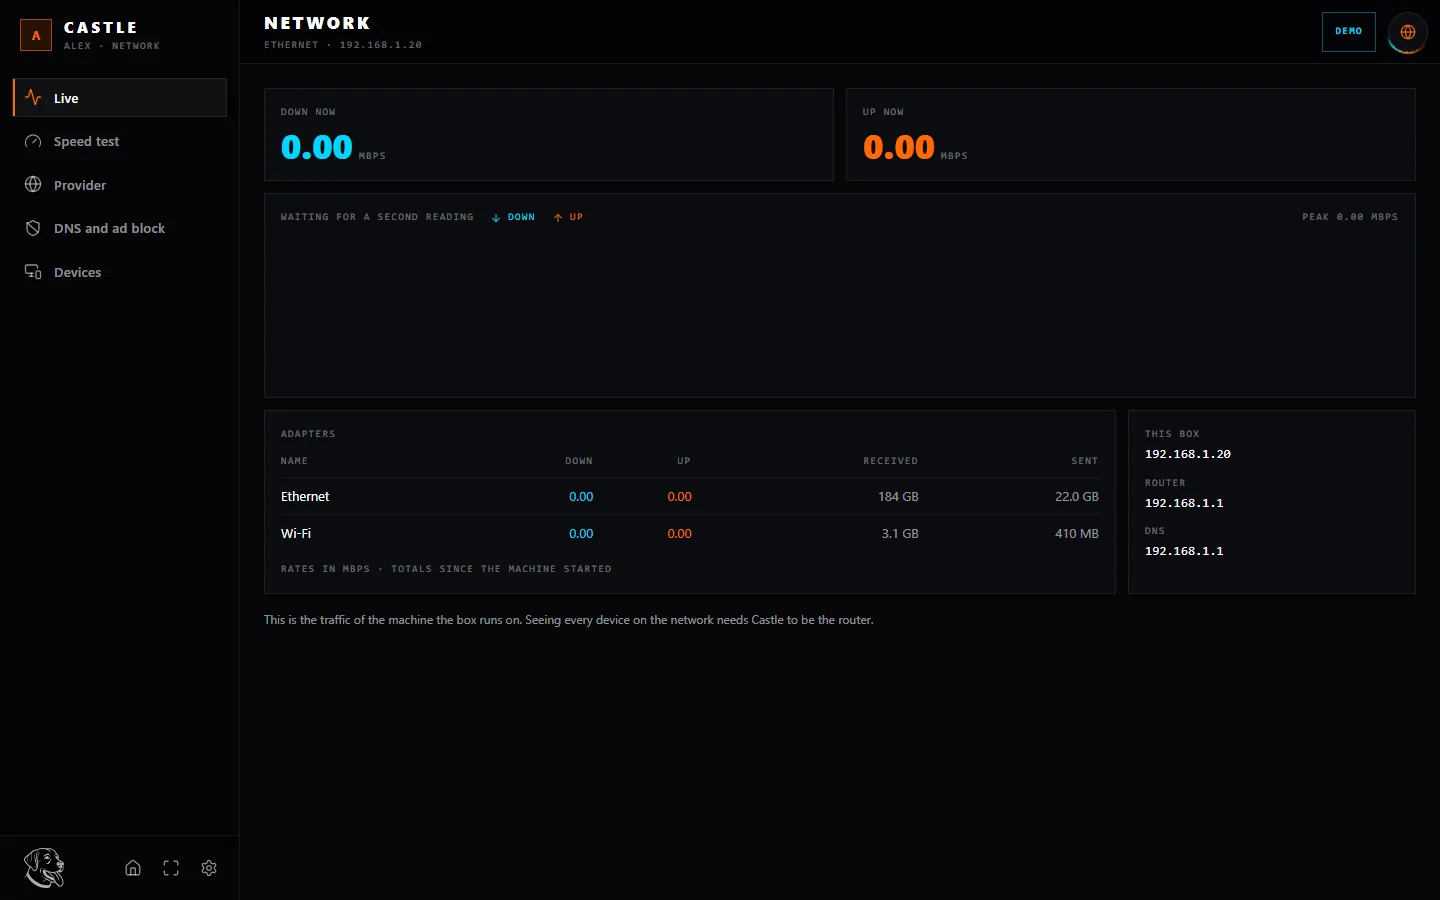 A
CASTLE
ALEX · NETWORK
Live
Speed test
Provider
DNS and ad block
Devices
NETWORK
ETHERNET · 192.168.1.20
DEMO
DOWN NOW
0.00 MBPS
UP NOW
0.00 MBPS
WAITING FOR A SECOND READING ↓ DOWN ↑ UP PEAK 0.00 MBPS
ADAPTERS
NAME DOWN UP RECEIVED SENT
Ethernet 0.00 0.00 184 GB 22.0 GB
Wi-Fi 0.00 0.00 3.1 GB 410 MB
RATES IN MBPS · TOTALS SINCE THE MACHINE STARTED
THIS BOX
192.168.1.20
ROUTER
192.168.1.1
DNS
192.168.1.1
This is the traffic of the machine the box runs on. Seeing every device on the network needs Castle to be the router.